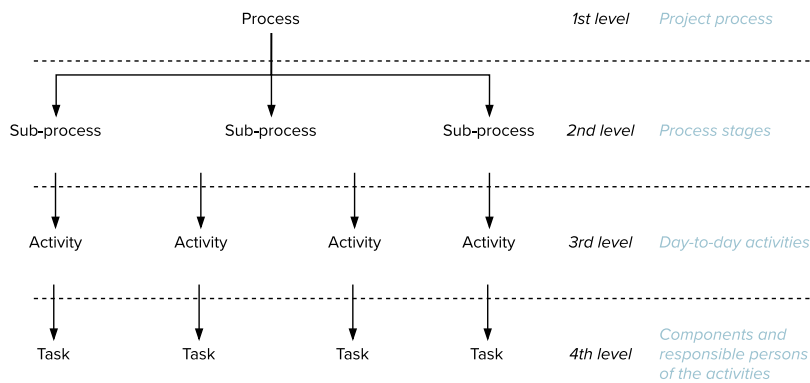 Process 1st level Project process
Sub-process Sub-process Sub-process 2nd level Process stages
Activity Activity Activity Activity 3rd level Day-to-day activities
Task Task Task Task 4th level Components and
responsible persons
of the activities